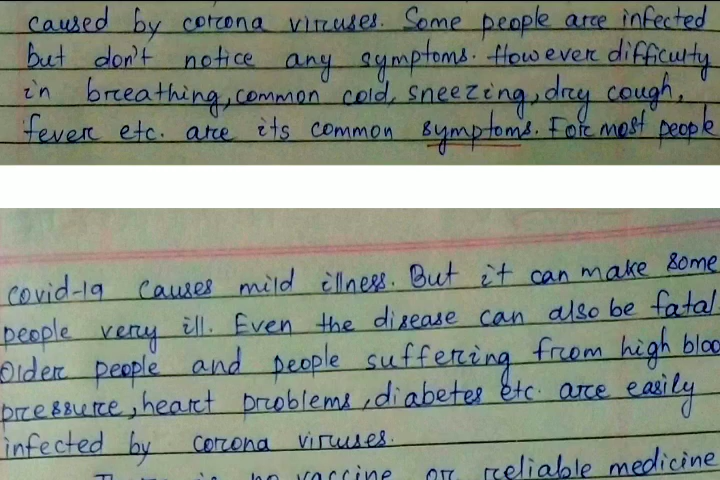 caused by corona viruses. Some people are infected
but don't notice any symptoms. However difficulty
in breathing, common cold, sneezing, dry cough,
fever etc. are its common symptoms. For most people
covid-19 causes mild illness. But it can make some
people very ill. Even the disease can also be fatal
Older people and people suffering from high bloo
pressure, heart problems, diabetes etc. are easily
infected by corona viruses.
no vaccine or reliable medicine